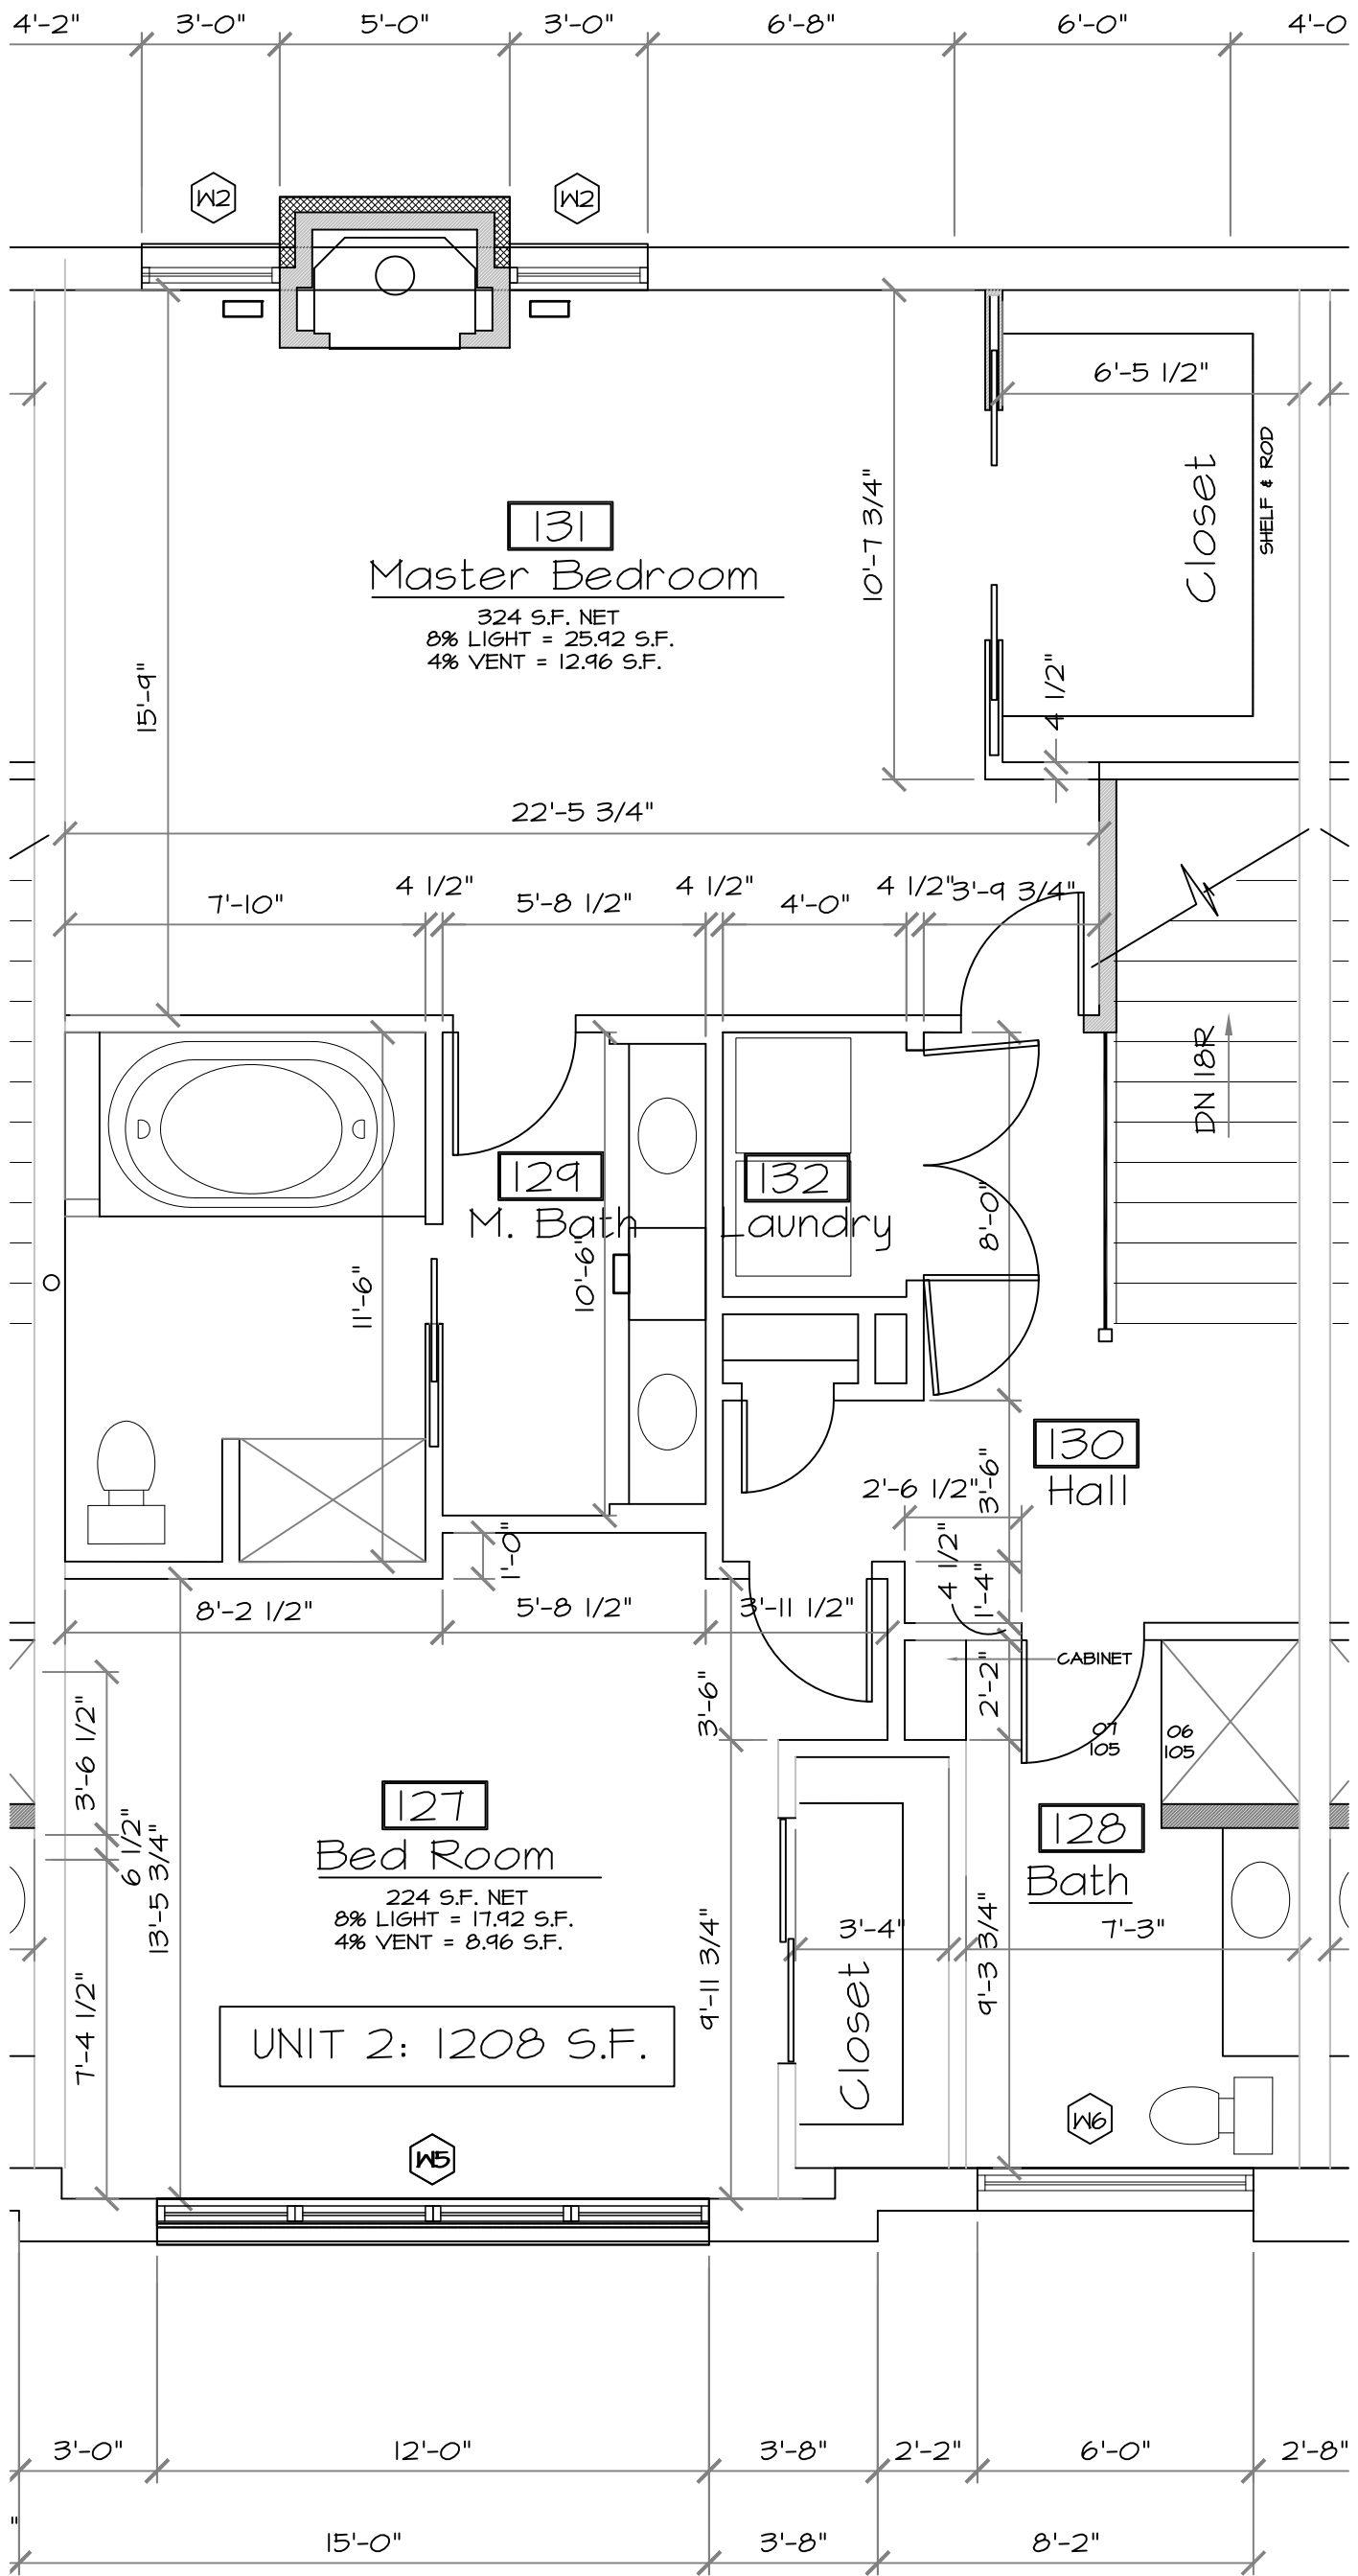 4'-2" 3'-0" 5'-0" 3'-0" 6'-8" 6'-0" 4'-0
W2 W2
6'-5 1/2"
SHELF & ROD
Closet
10'-7 3/4"
131
Master Bedroom
324 S.F. NET
8% LIGHT = 25.92 S.F.
4% VENT = 12.96 S.F.
15'-9"
4 1/2"
22'-5 3/4"
7'-10" 4 1/2" 5'-8 1/2" 4 1/2" 4'-0" 4 1/2" 3'-9 3/4"
DN 18R
129
M. Bath
132
Laundry
8'-0"
11'-6"
10'-6"
130
Hall
2'-6 1/2"
3'-6"
1'-0"
4 1/2"
1'-4"
8'-2 1/2" 5'-8 1/2" 3'-11 1/2"
CABINET
2'-2"
3'-6"
07
105
06
105
3'-6 1/2"
6 1/2"
13'-5 3/4"
7'-4 1/2"
127
Bed Room
224 S.F. NET
8% LIGHT = 17.92 S.F.
4% VENT = 8.96 S.F.
128
Bath
9'-11 3/4"
3'-4"
9'-3 3/4"
7'-3"
Closet
UNIT 2: 1208 S.F.
W5
W6
3'-0" 12'-0" 3'-8" 2'-2" 6'-0" 2'-8"
"
15'-0" 3'-8" 8'-2"